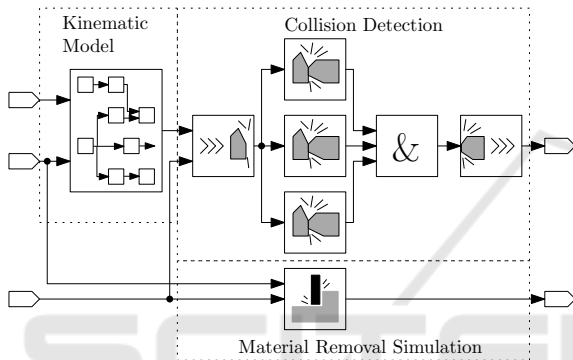 Kinematic
Model
Collision Detection
&
Material Removal Simulation